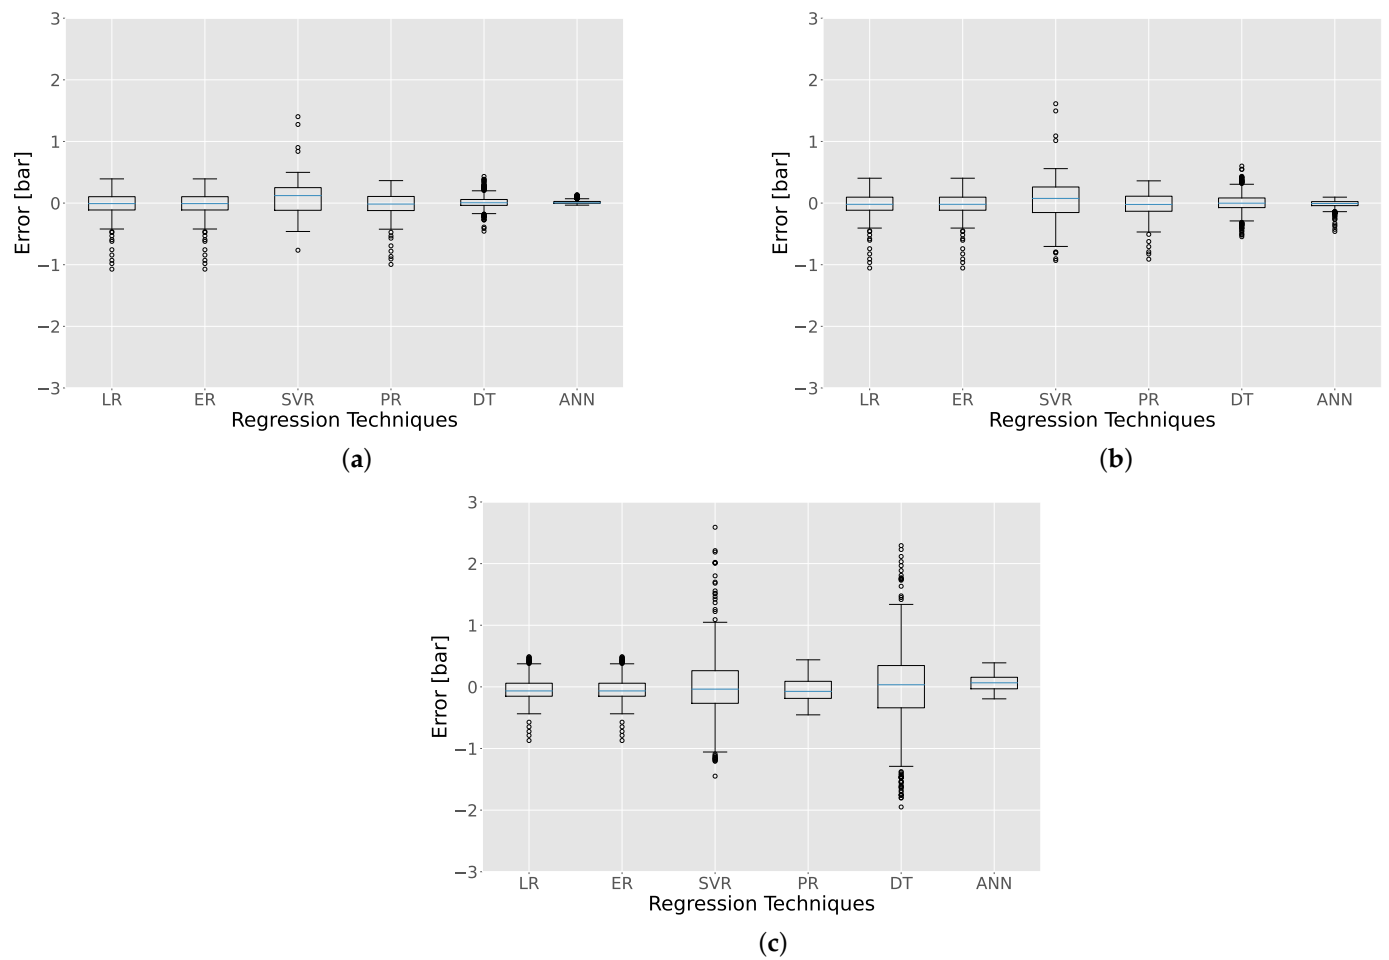 3
2
1
0
−1
−2
−3
Error [bar]
LR ER SVR PR DT ANN
Regression Techniques
(a)
3
2
1
0
−1
−2
−3
Error [bar]
LR ER SVR PR DT ANN
Regression Techniques
(b)
3
2
1
0
−1
−2
−3
Error [bar]
LR ER SVR PR DT ANN
Regression Techniques
(c)